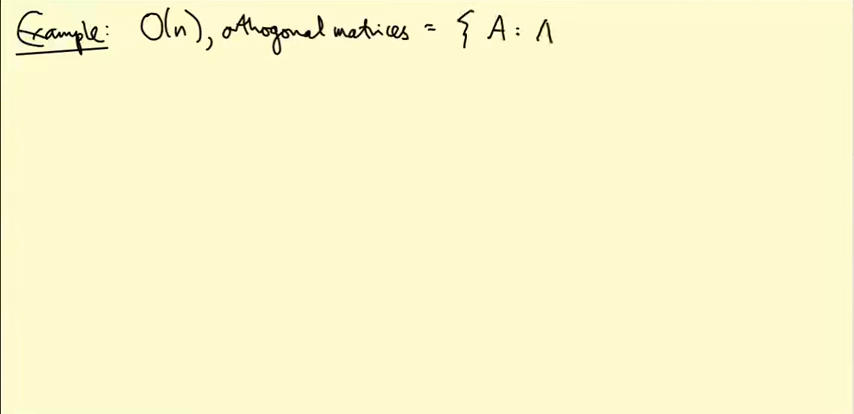 Example: O(n), orthogonal matrices = { A : Λ